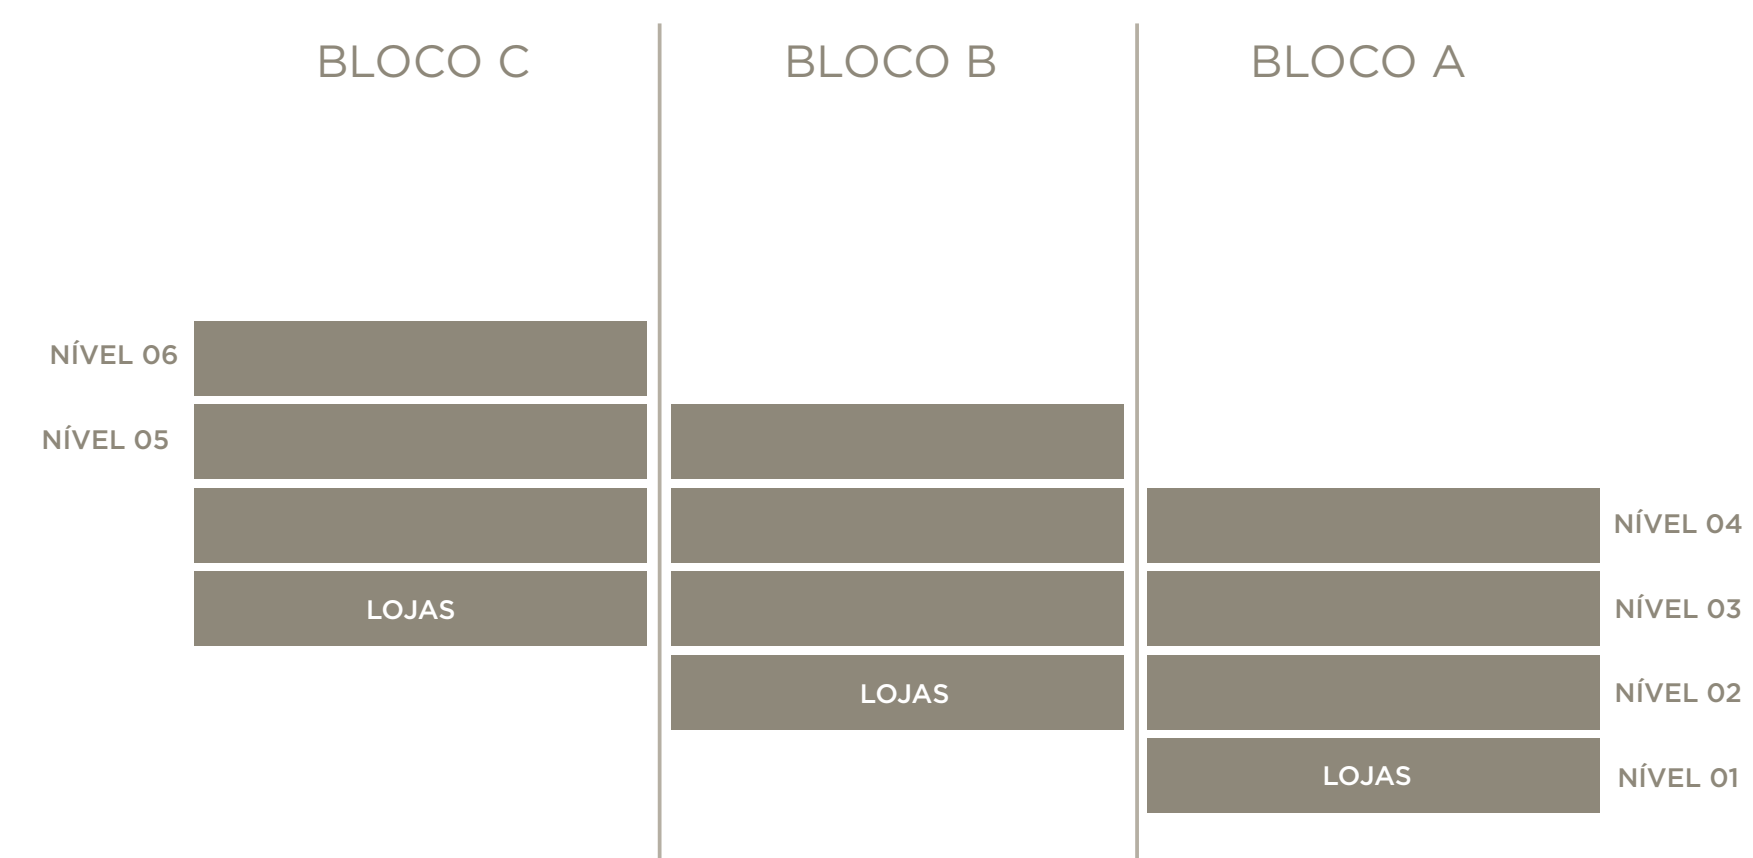 BLOCO C
BLOCO B
BLOCO A
NÍVEL 06
NÍVEL 05
NÍVEL 04
LOJAS
NÍVEL 03
LOJAS
NÍVEL 02
LOJAS
NÍVEL 01